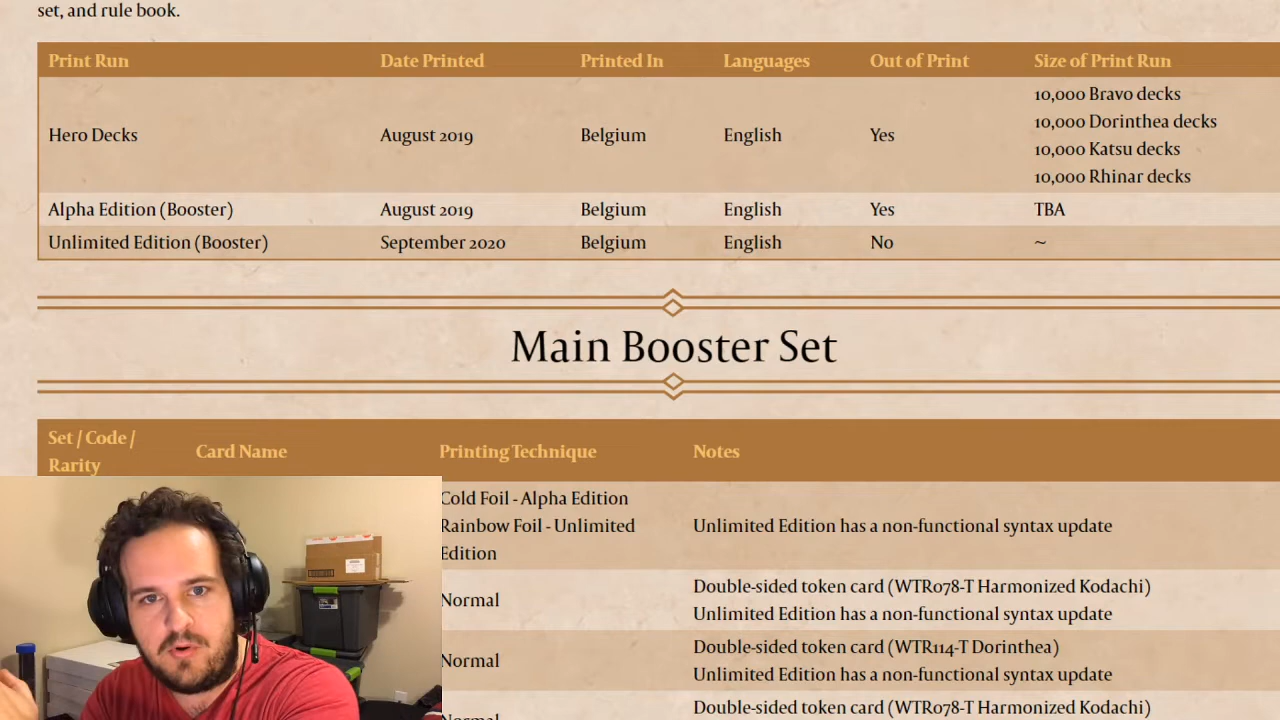 set, and rule book.
Print Run Date Printed Printed In Languages Out of Print Size of Print Run
10,000 Bravo decks
10,000 Dorinthea decks
Hero Decks August 2019 Belgium English Yes
10,000 Katsu decks
10,000 Rhinar decks
Alpha Edition (Booster) August 2019 Belgium English Yes TBA
Unlimited Edition (Booster) September 2020 Belgium English No ~
Main Booster Set
Set / Code /
Rarity
Card Name Printing Technique Notes
Cold Foil - Alpha Edition
Rainbow Foil - Unlimited
Edition
Unlimited Edition has a non-functional syntax update
Normal
Double-sided token card (WTR078-T Harmonized Kodachi)
Unlimited Edition has a non-functional syntax update
Normal
Double-sided token card (WTR114-T Dorinthea)
Unlimited Edition has a non-functional syntax update
Normal
Double-sided token card (WTR078-T Harmonized Kodachi)